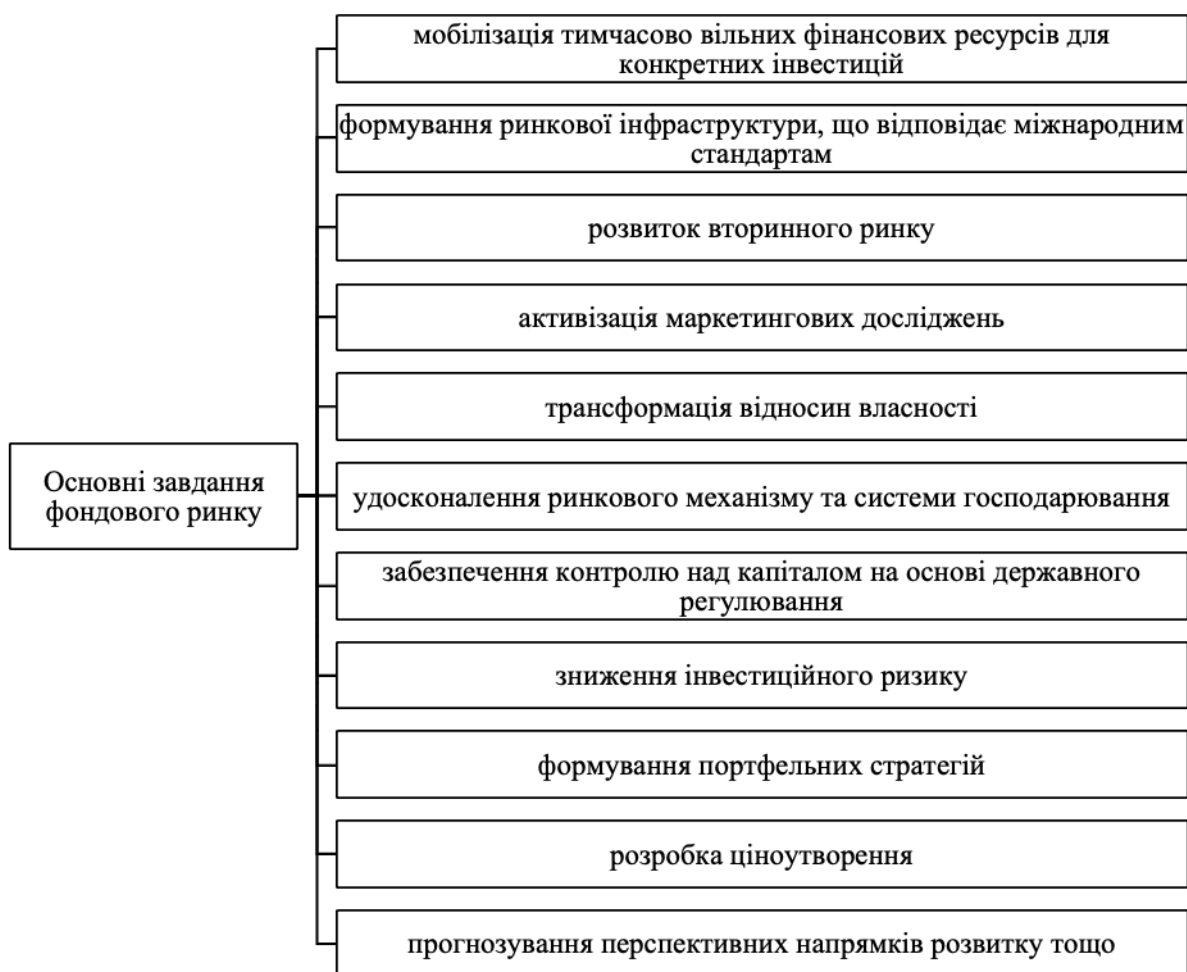 мобілізація тимчасово вільних фінансових ресурсів для
конкретних інвестицій
формування ринкової інфраструктури, що відповідає міжнародним
стандартам
розвиток вторинного ринку
активізація маркетингових досліджень
трансформація відносин власності
Основні завдання
фондового ринку
удосконалення ринкового механізму та системи господарювання
забезпечення контролю над капіталом на основі державного
регулювання
зниження інвестиційного ризику
формування портфельних стратегій
розробка ціноутворення
прогнозування перспективних напрямків розвитку тощо